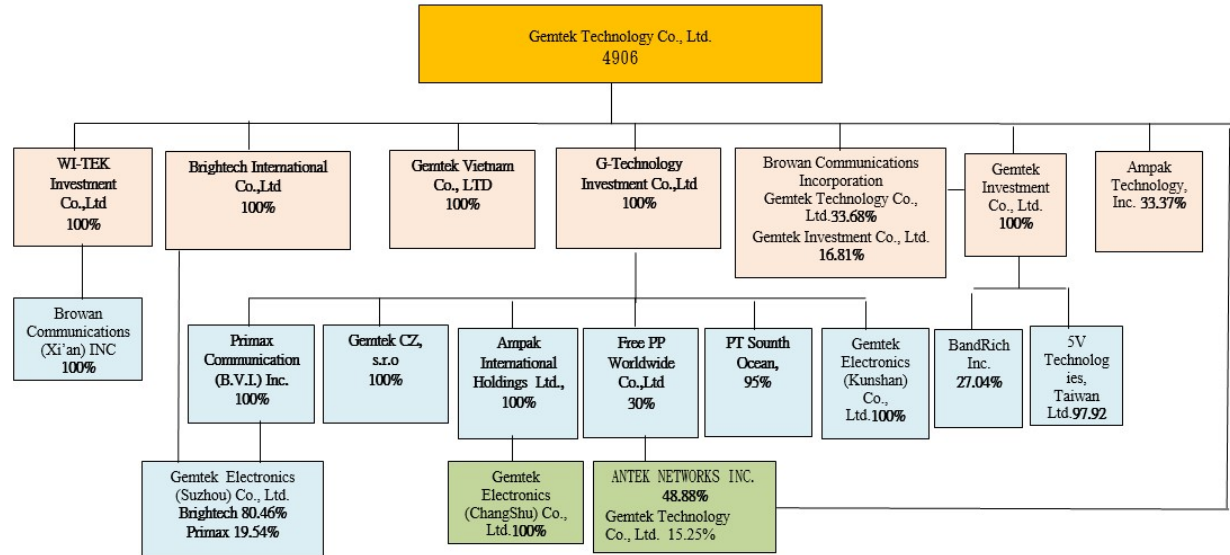 Gemtek Technology Co., Ltd.
4906
WI-TEK
Investment
Co.,Ltd
100%
Brightech International
Co.,Ltd
100%
Gemtek Vietnam
Co., LTD
100%
G-Technology
Investment Co.,Ltd
100%
Browan Communications
Incorporation
Gemtek Technology Co.,
Ltd.33.68%
Gemtek Investment Co., Ltd.
16.81%
Gemtek
Investment
Co., Ltd.
100%
Ampak
Technology,
Inc. 33.37%
Browan
Communications
(Xi'an) INC
100%
Primax
Communication
(B.V.I.) Inc.
100%
Gemtek CZ,
s.r.o
100%
Ampak
International
Holdings Ltd.,
100%
Free PP
Worldwide
Co.,Ltd
30%
PT Sounth
Ocean,
95%
Gemtek
Electronics
(Kunshan)
Co.,
Ltd.100%
BandRich
Inc.
27.04%
5V
Technolog
ies,
Taiwan
Ltd.97.92
Gemtek Electronics
(Suzhou) Co., Ltd.
Brightech 80.46%
Primax 19.54%
Gemtek
Electronics
(ChangShu) Co.,
Ltd.100%
ANTEK NETWORKS INC.
48.88%
Gemtek Technology
Co., Ltd. 15.25%